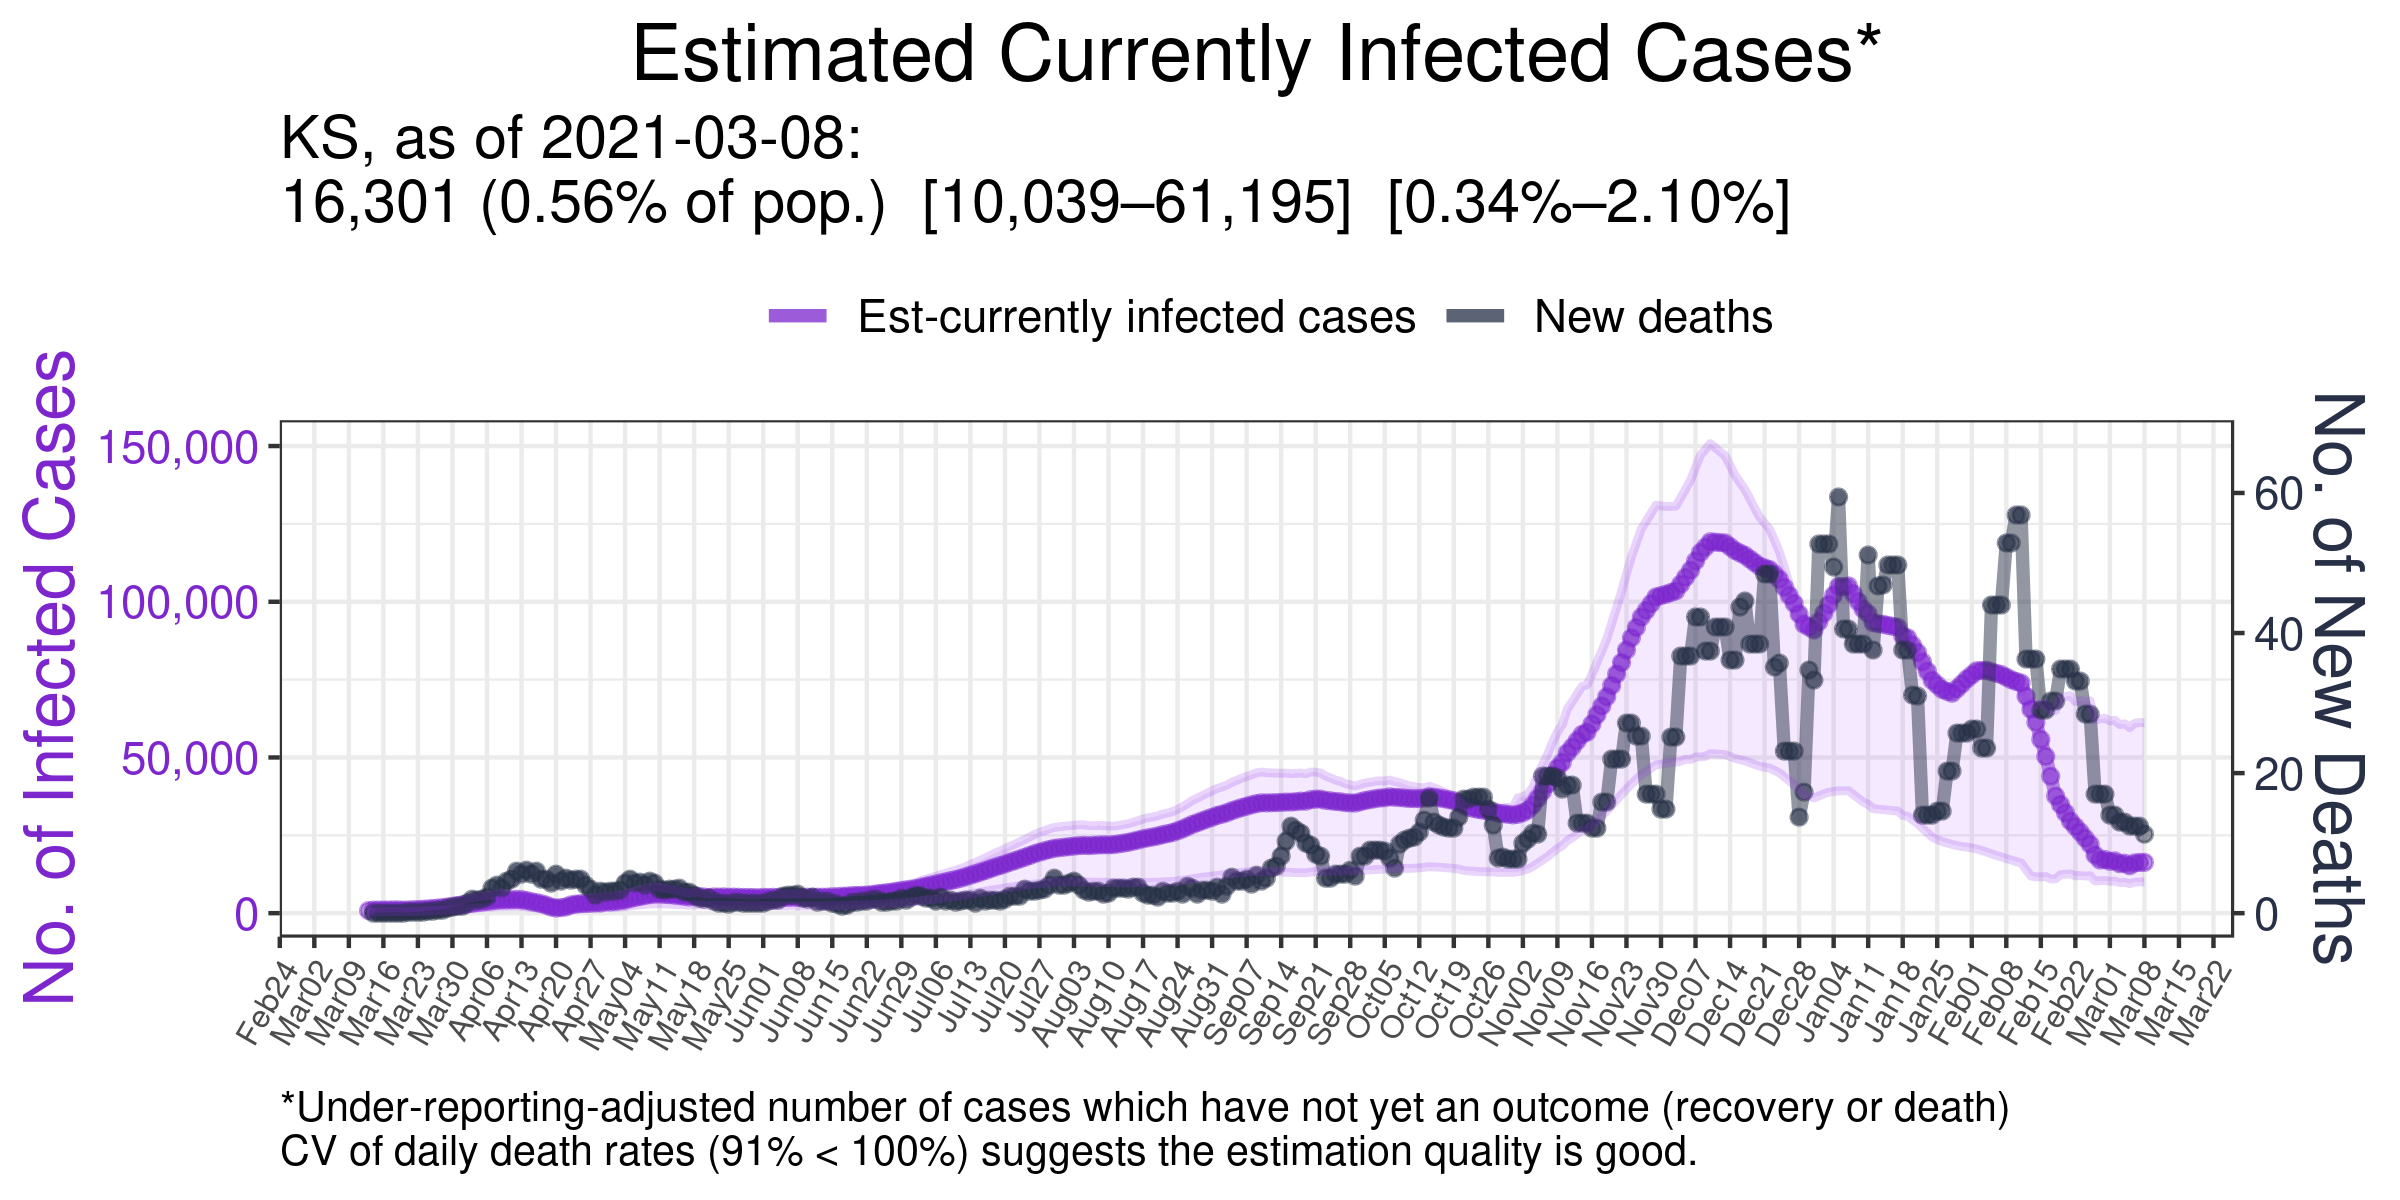 Estimated Currently Infected Cases*
KS, as of 2021-03-08:
16,301 (0.56% of pop.)  [10,039–61,195]  [0.34%–2.10%]
Est-currently infected cases
New deaths
No. of Infected Cases
150,000
100,000
50,000
0
60
40
20
0
No. of New Deaths
Feb24
Mar02
Mar09
Mar16
Mar23
Mar30
Apr06
Apr13
Apr20
Apr27
May04
May11
May18
May25
Jun01
Jun08
Jun15
Jun22
Jun29
Jul06
Jul13
Jul20
Jul27
Aug03
Aug10
Aug17
Aug24
Aug31
Sep07
Sep14
Sep21
Sep28
Oct05
Oct12
Oct19
Oct26
Nov02
Nov09
Nov16
Nov23
Nov30
Dec07
Dec14
Dec21
Dec28
Jan04
Jan11
Jan18
Jan25
Feb01
Feb08
Feb15
Feb22
Mar01
Mar08
Mar15
Mar22
*Under-reporting-adjusted number of cases which have not yet an outcome (recovery or death)
CV of daily death rates (91% < 100%) suggests the estimation quality is good.